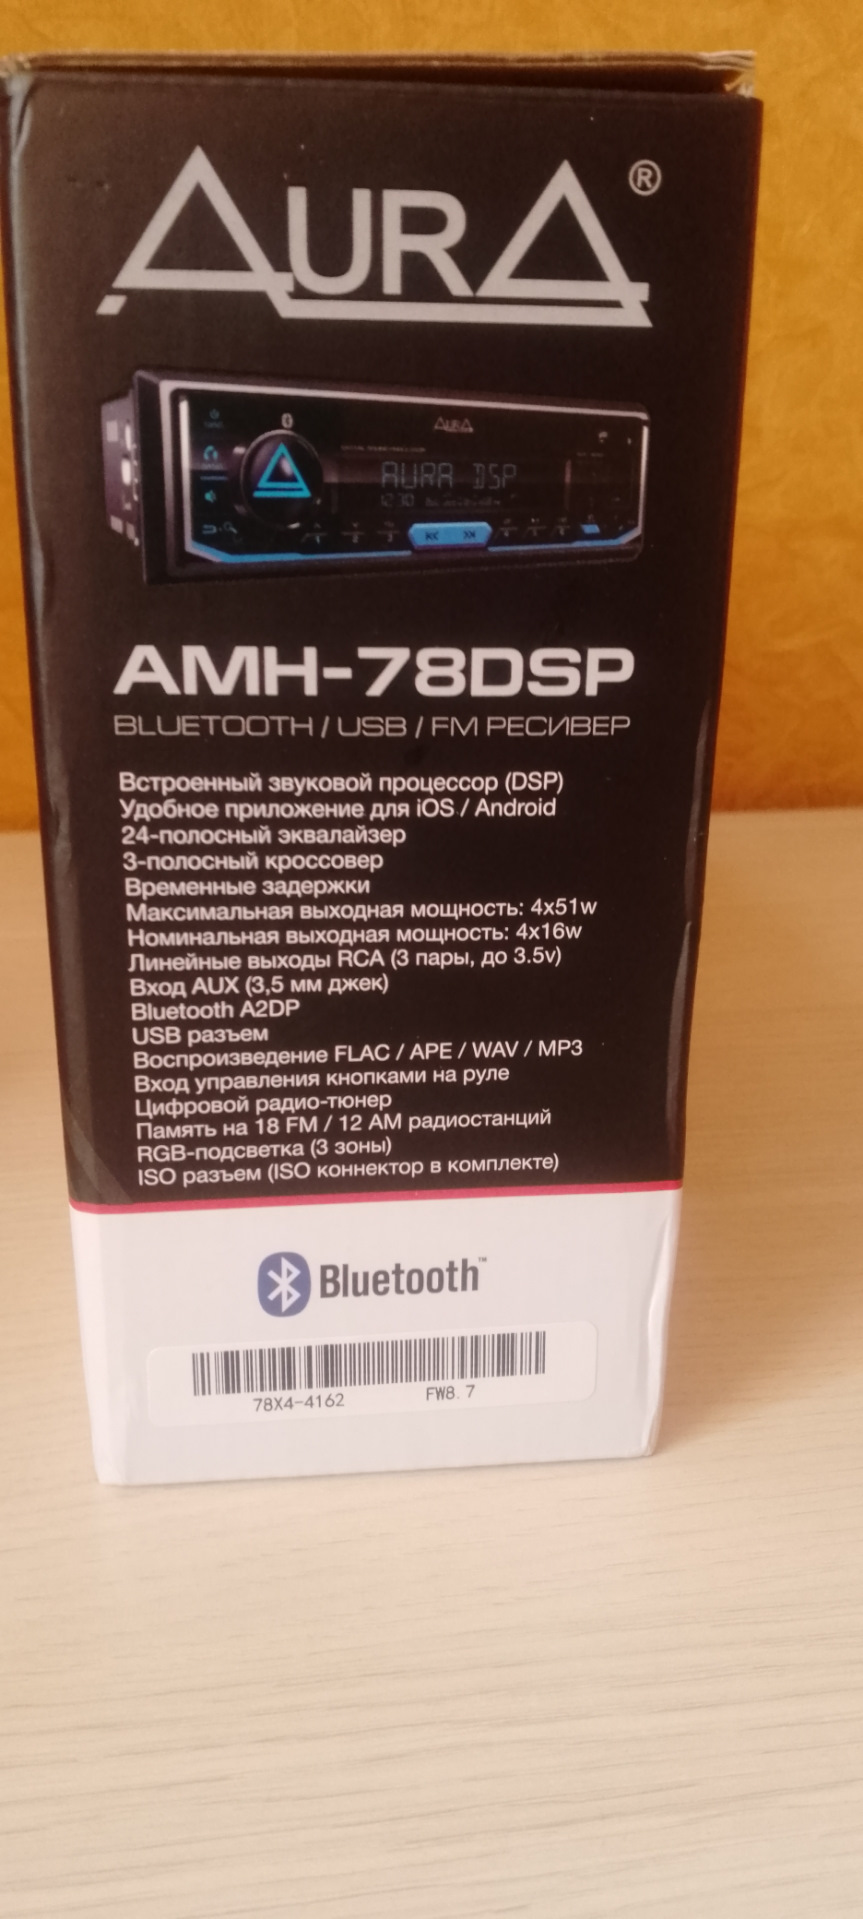 AURA®
AURA
AURA DSP
12:30
AMH-78DSP
BLUETOOTH / USB / FM РЕСИВЕР
Встроенный звуковой процессор (DSP)
Удобное приложение для iOS / Android
24-полосный эквалайзер
3-полосный кроссовер
Временные задержки
Максимальная выходная мощность: 4x51w
Номинальная выходная мощность: 4x16w
Линейные выходы RCA (3 пары, до 3.5v)
Вход AUX (3,5 мм джек)
Bluetooth A2DP
USB разъем
Воспроизведение FLAC / APE / WAV / MP3
Вход управления кнопками на руле
Цифровой радио-тюнер
Память на 18 FM / 12 AM радиостанций
RGB-подсветка (3 зоны)
ISO разъем (ISO коннектор в комплекте)
Bluetooth™
78X4-4162 FW8.7